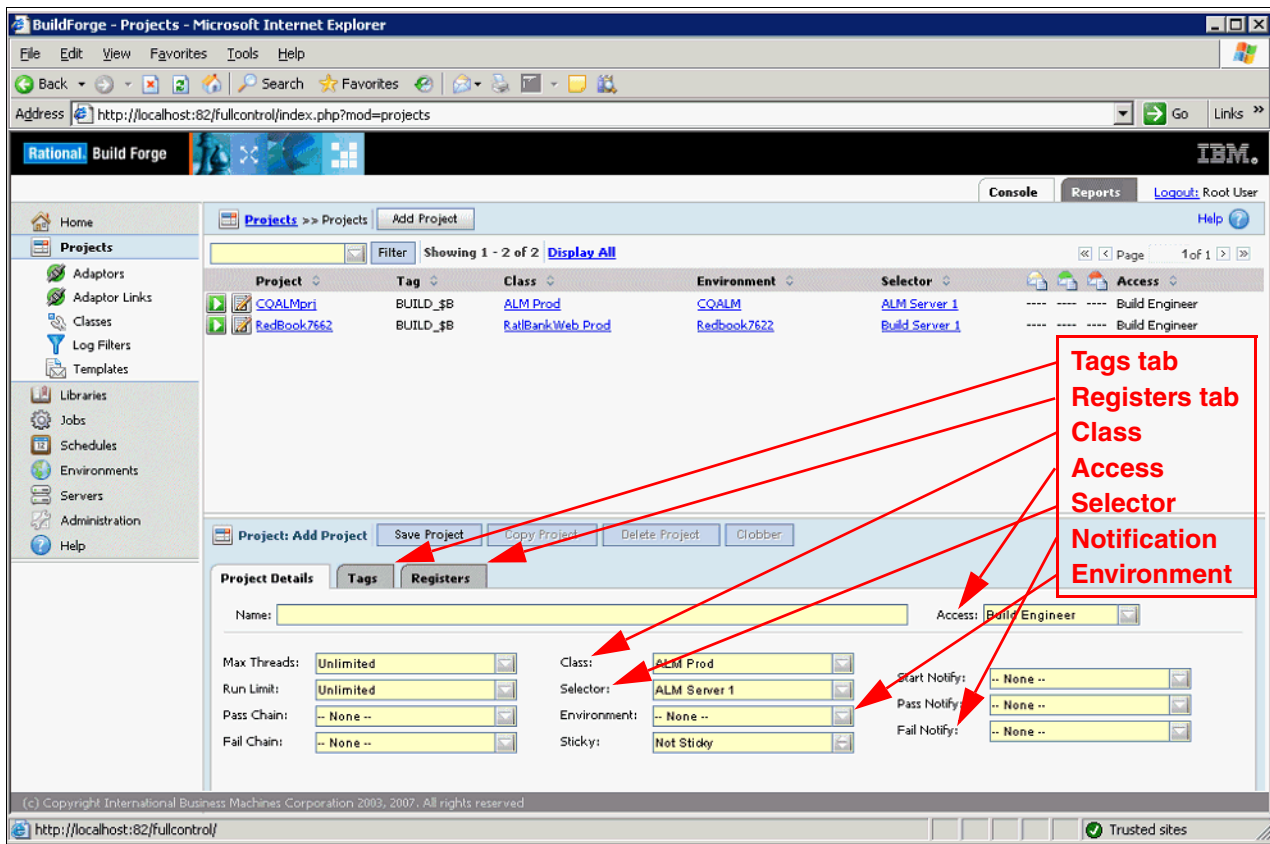 BuildForge - Projects - Microsoft Internet Explorer
File Edit View Favorites Tools Help
Back Search Favorites
Address http://localhost:82/fullcontrol/index.php?mod=projects Go Links »
Rational. Build Forge IBM.
Console Reports Logout: Root User
Home
Projects
Adaptors
Adaptor Links
Classes
Log Filters
Templates
Libraries
Jobs
12 Schedules
Environments
Servers
Administration
Help
Projects >> Projects Add Project Help
Filter Showing 1 - 2 of 2 Display All Page 1 of 1
Project Tag Class Environment Selector Access
CQALMprj BUILD_$B ALM Prod CQALM ALM Server 1 ---- ---- ---- Build Engineer
RedBook7662 BUILD_$B RatlBankWeb Prod Redbook7622 Build Server 1 ---- ---- ---- Build Engineer
Tags tab
Registers tab
Class
Access
Selector
Notification
Environment
Project: Add Project Save Project Copy Project Delete Project Clobber
Project Details Tags Registers
Name: Access: Build Engineer
Max Threads: Unlimited Class: ALM Prod Start Notify: -- None --
Run Limit: Unlimited Selector: ALM Server 1 Pass Notify: -- None --
Pass Chain: -- None -- Environment: -- None -- Fail Notify: -- None --
Fail Chain: -- None -- Sticky: Not Sticky
(c) Copyright International Business Machines Corporation 2003, 2007. All rights reserved
http://localhost:82/fullcontrol/ Trusted sites